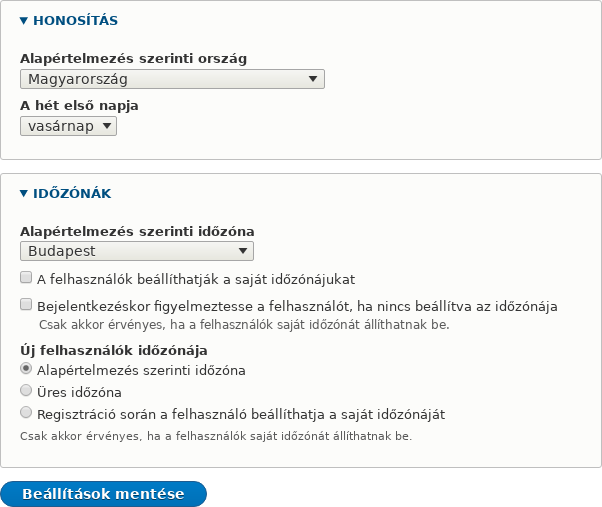 HONOSÍTÁS
Alapértelmezés szerinti ország
Magyarország
A hét első napja
vasárnap
IDŐZÓNÁK
Alapértelmezés szerinti időzóna
Budapest
A felhasználók beállíthatják a saját időzónájukat
Bejelentkezéskor figyelmeztesse a felhasználót, ha nincs beállítva az időzónája
Csak akkor érvényes, ha a felhasználók saját időzónát állíthatnak be.
Új felhasználók időzónája
Alapértelmezés szerinti időzóna
Üres időzóna
Regisztráció során a felhasználó beállíthatja a saját időzónáját
Csak akkor érvényes, ha a felhasználók saját időzónát állíthatnak be.
Beállítások mentése